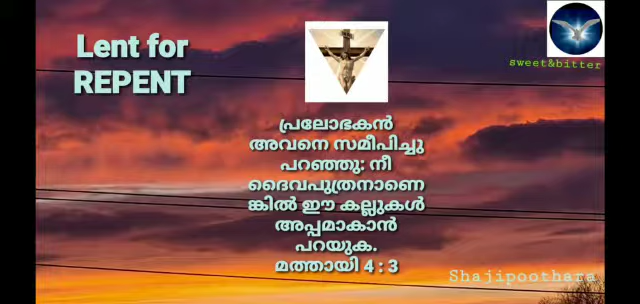 Lent for
REPENT
sweet&bitter
പ്രലോഭകൻ
അവനെ സമീപിച്ചു
പറഞ്ഞു: നീ
ദൈവപുത്രനാണെ
ങ്കിൽ ഈ കല്ലുകൾ
അപ്പമാകാൻ
പറയുക.
മത്തായി 4 : 3
Shajipoothara